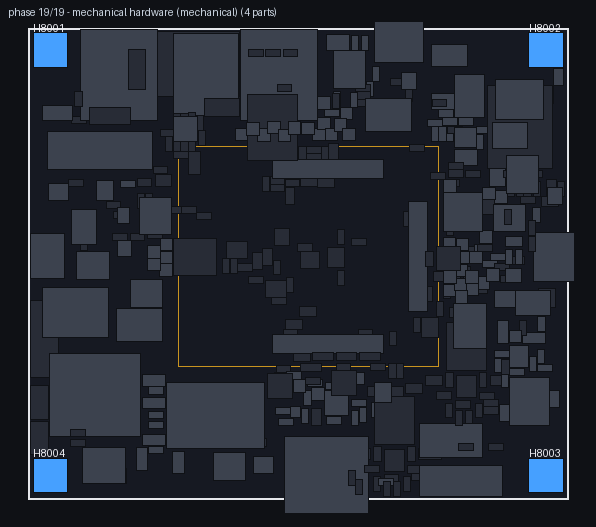 phase 19/19 - mechanical hardware (mechanical) (4 parts)
H8001 H8002
H8004 H8003